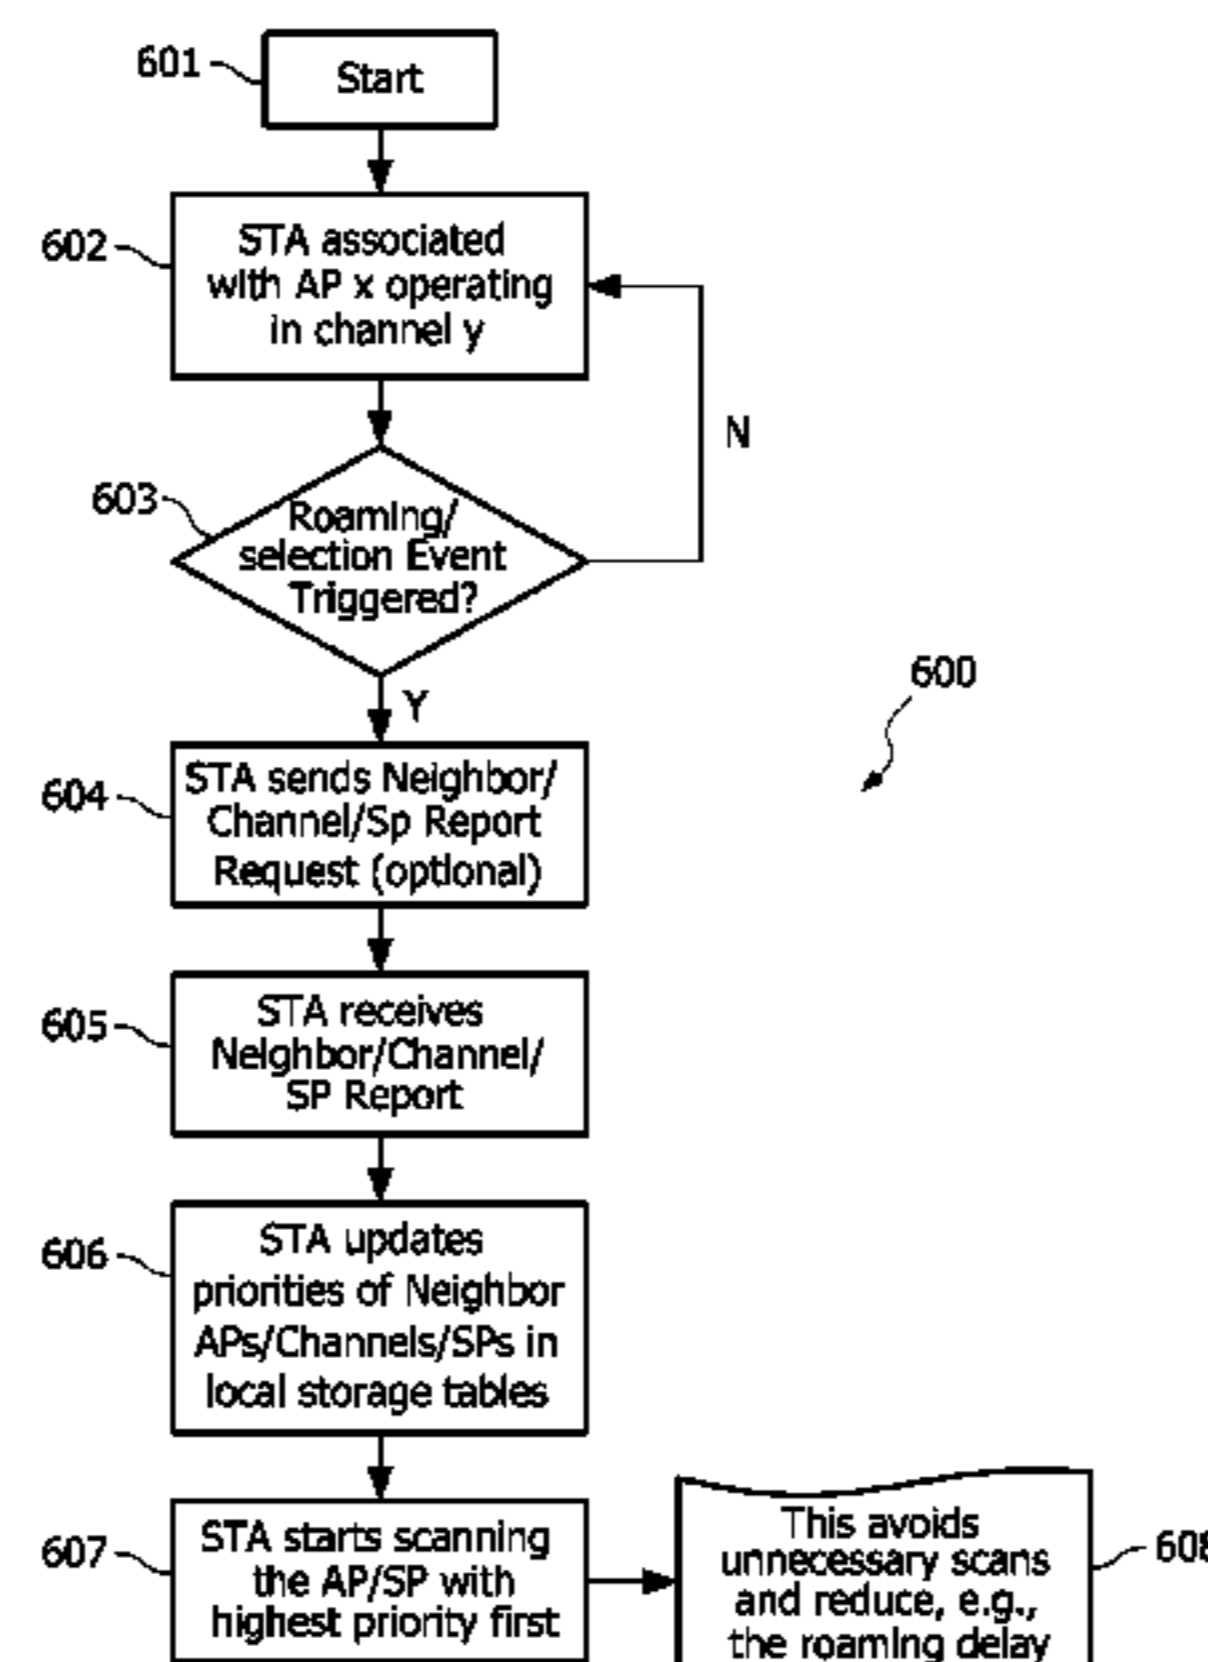 601
Start
602
STA associated
with AP x operating
in channel y
N
603
Roaming/
selection Event
Triggered?
600
Y
604
STA sends Neighbor/
Channel/Sp Report
Request (optional)
605
STA receives
Neighbor/Channel/
SP Report
606
STA updates
priorities of Neighbor
APs/Channels/SPs in
local storage tables
607
STA starts scanning
the AP/SP with
highest priority first
This avoids
unnecessary scans
and reduce, e.g.,
the roaming delay
608